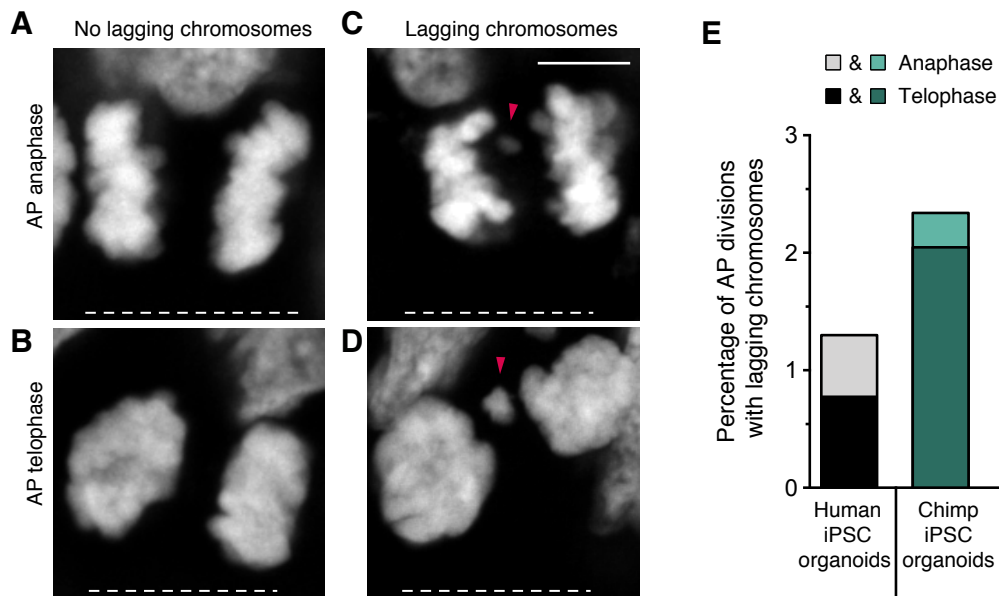 A
No lagging chromosomes
C
Lagging chromosomes
AP anaphase
B
D
AP telophase
E
& Anaphase
& Telophase
Percentage of AP divisions
with lagging chromosomes
3
2
1
0
Human
iPSC
organoids
Chimp
iPSC
organoids